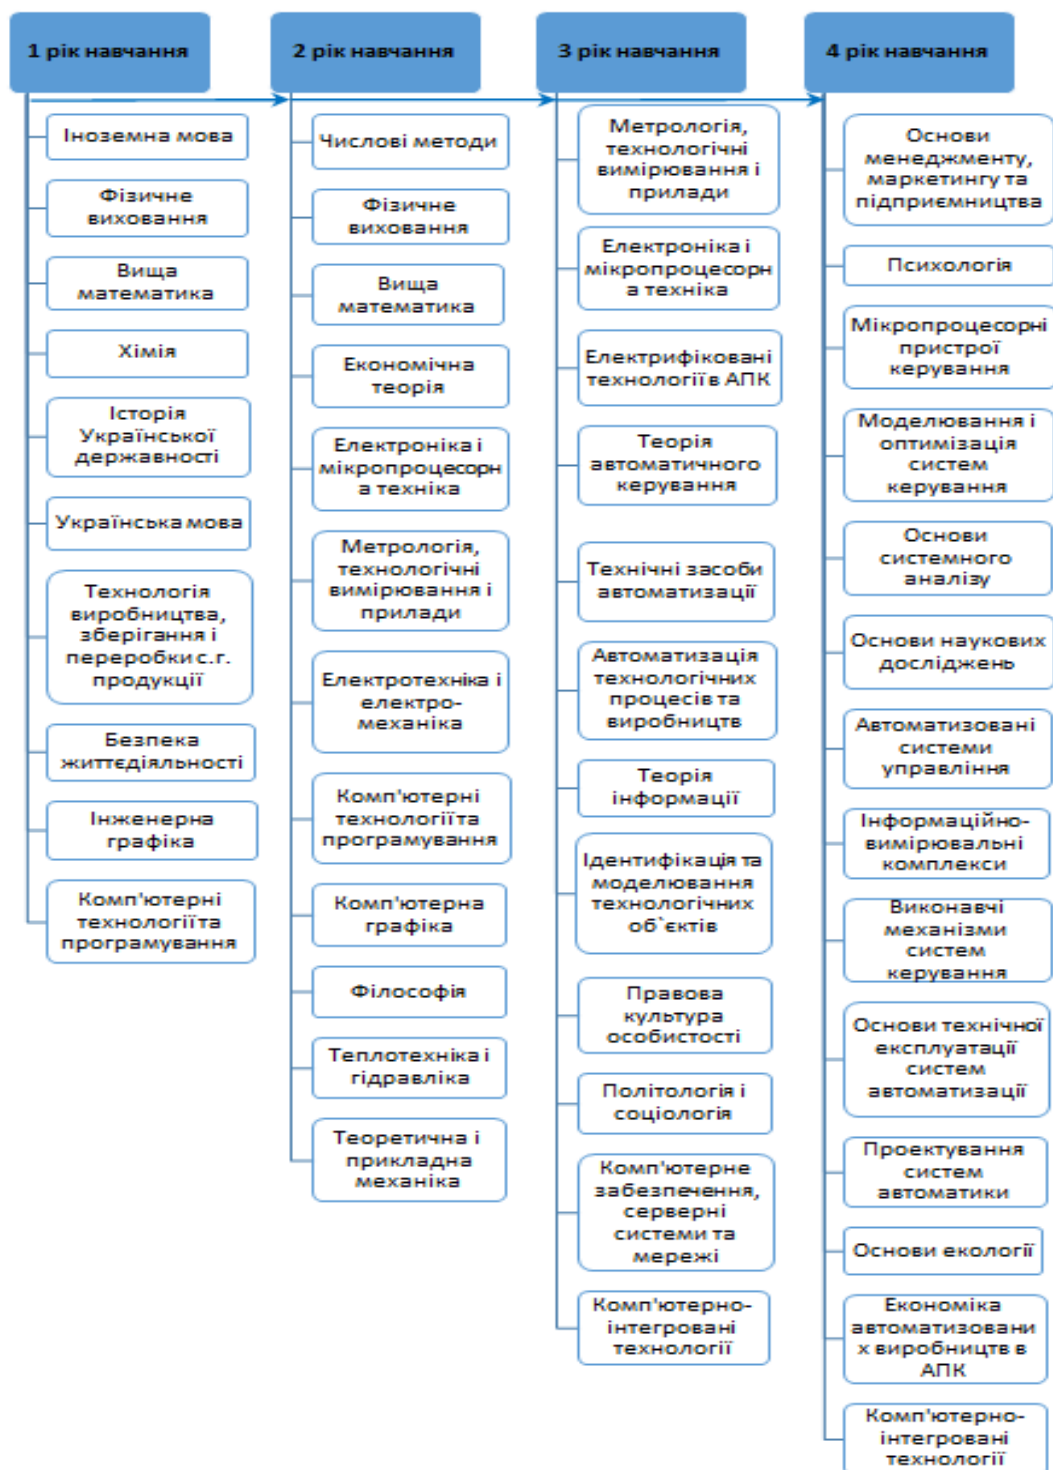 1 рік навчання
Іноземна мова
Фізичне
виховання
Вища
математика
Хімія
Історія
Української
державності
Українська мова
Технологія
виробництва,
зберігання і
переробки с.г.
продукції
Безпека
життєдіяльності
Інженерна
графіка
Комп'ютерні
технології та
програмування
2 рік навчання
Числові методи
Фізичне
виховання
Вища
математика
Економічна
теорія
Електроніка і
мікропроцесорн
а техніка
Метрологія,
технологічні
вимірювання і
прилади
Електротехніка і
електро-
механіка
Комп'ютерні
технології та
програмування
Комп'ютерна
графіка
Філософія
Теплотехніка і
гідравліка
Теоретична і
прикладна
механіка
3 рік навчання
Метрологія,
технологічні
вимірювання і
прилади
Електроніка і
мікропроцесорн
а техніка
Електрифіковані
технології в АПК
Теорія
автоматичного
керування
Технічні засоби
автоматизації
Автоматизація
технологічних
процесів та
виробництв
Теорія
інформації
Ідентифікація та
моделювання
технологічних
об`єктів
Правова
культура
особистості
Політологія і
соціологія
Комп'ютерне
забезпечення,
серверні
системи та
мережі
Комп'ютерно-
інтегровані
технології
4 рік навчання
Основи
менеджменту,
маркетингу та
підприємництва
Психологія
Мікропроцесорні
пристрої
керування
Моделювання і
оптимізація
систем
керування
Основи
системного
аналізу
Основи наукових
досліджень
Автоматизовані
системи
управління
Інформаційно-
вимірювальні
комплекси
Виконавчі
механізми
систем
керування
Основи технічної
експлуатації
систем
автоматизації
Проектування
систем
автоматики
Основи екології
Економіка
автоматизовани
х виробництв в
АПК
Комп'ютерно-
інтегровані
технології